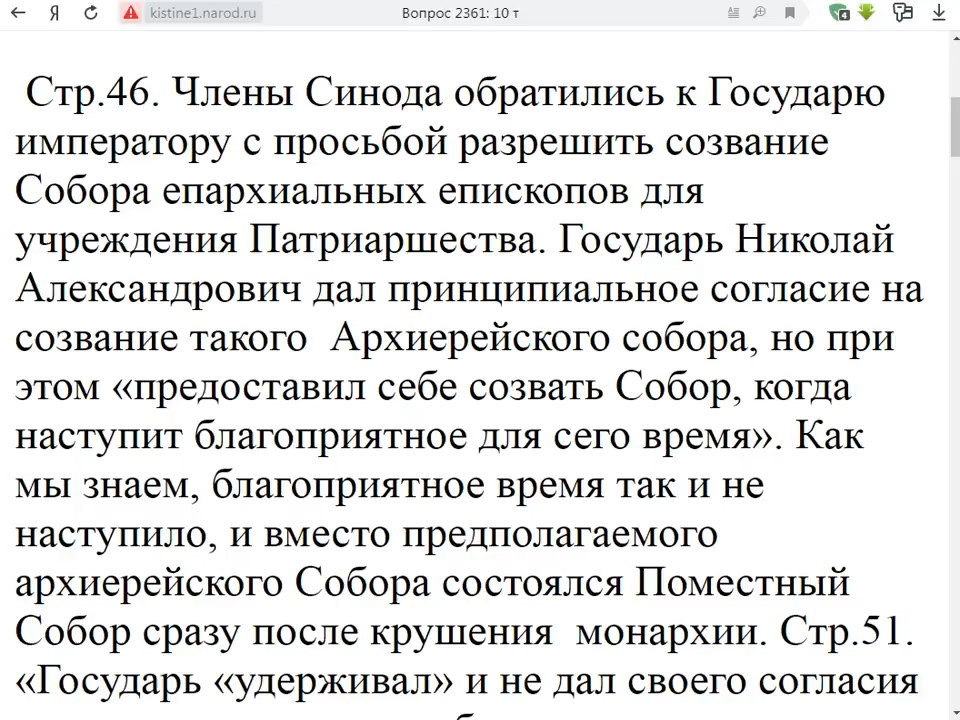 Я kistine1.narod.ru Вопрос 2361: 10 т 4
Стр.46. Члены Синода обратились к Государю
императору с просьбой разрешить созвание
Собора епархиальных епископов для
учреждения Патриаршества. Государь Николай
Александрович дал принципиальное согласие на
созвание такого Архиерейского собора, но при
этом «предоставил себе созвать Собор, когда
наступит благоприятное для сего время». Как
мы знаем, благоприятное время так и не
наступило, и вместо предполагаемого
архиерейского Собора состоялся Поместный
Собор сразу после крушения монархии. Стр.51.
«Государь «удерживал» и не дал своего согласия